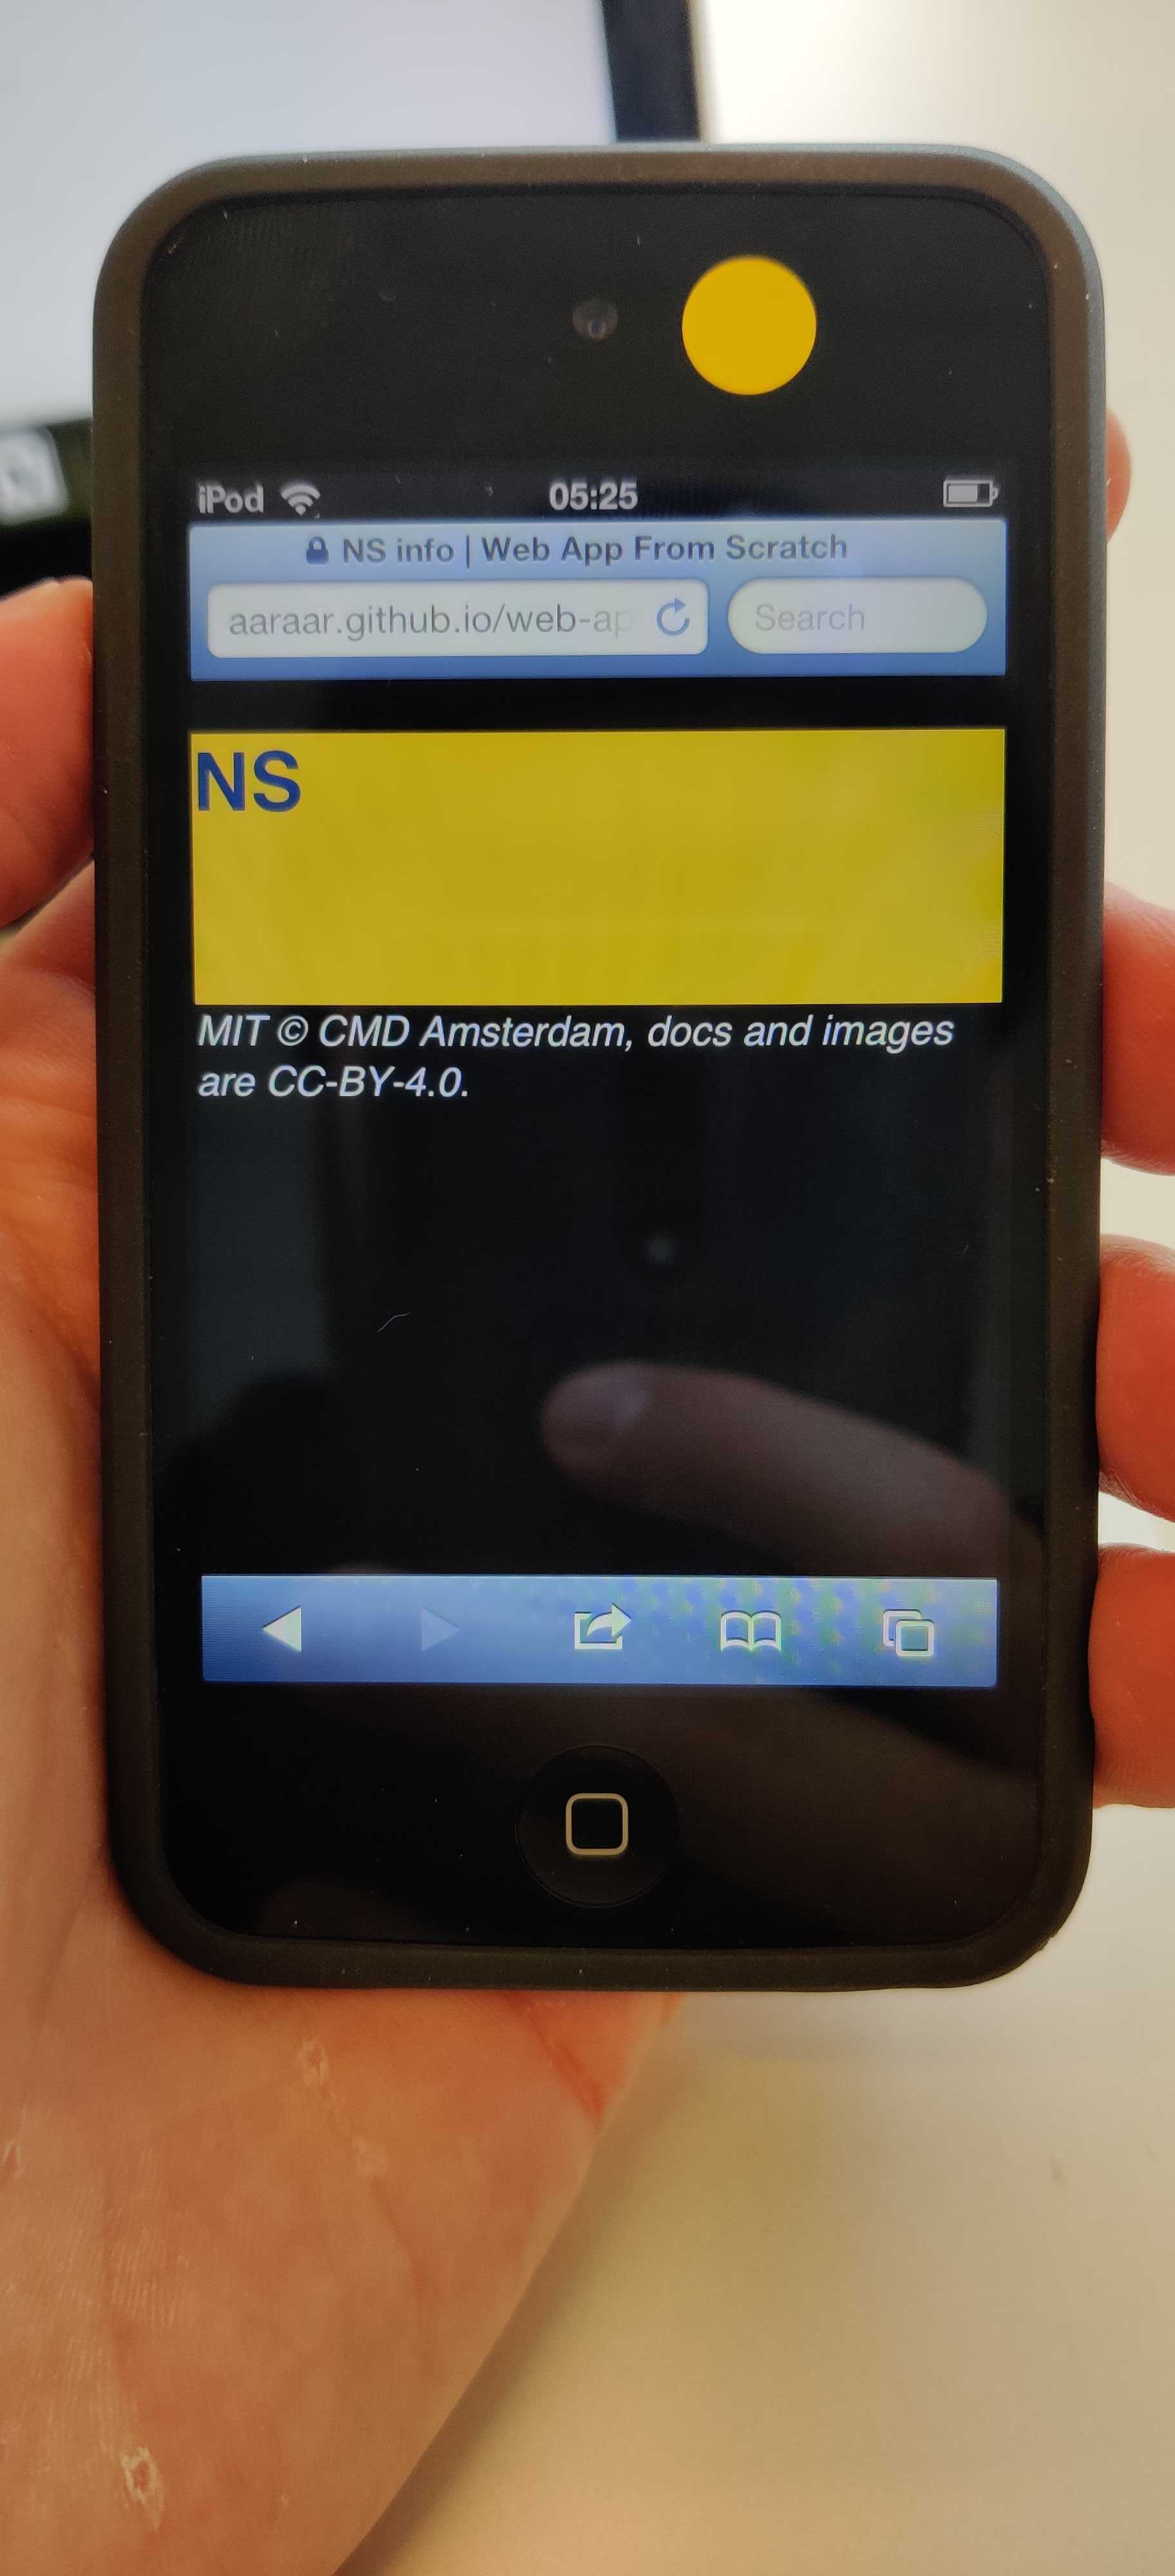 iPod 05:25
NS info | Web App From Scratch
aaraar.github.io/web-ap Search
NS
MIT © CMD Amsterdam, docs and images
are CC-BY-4.0.